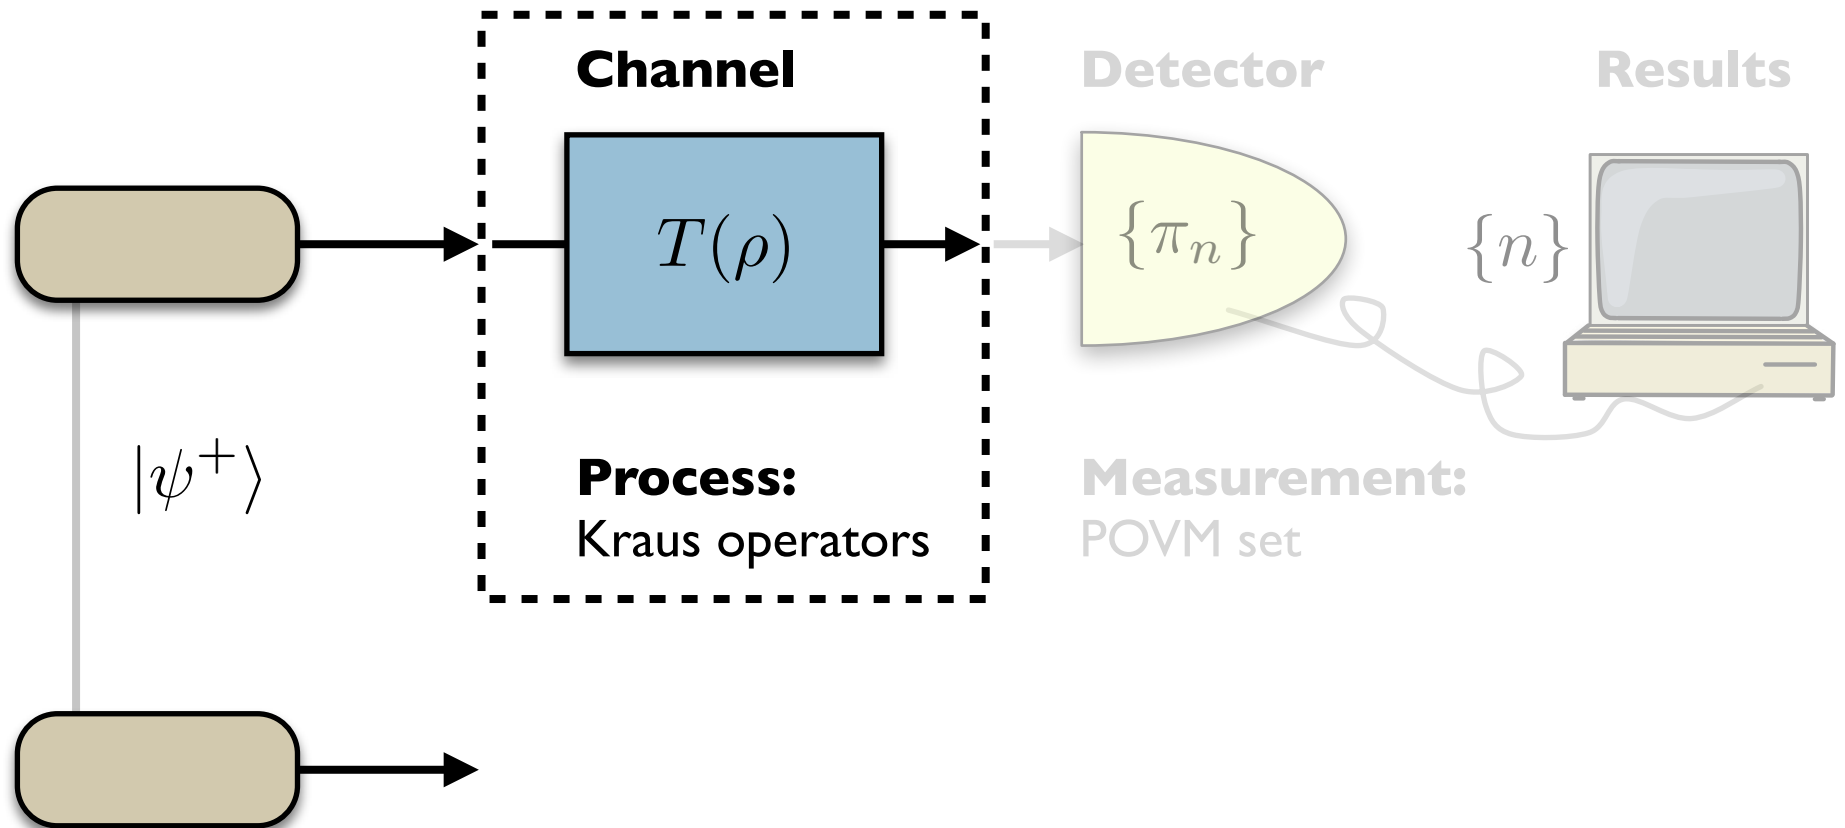 Channel
Detector
Results
T(ρ)
{π_n}
{n}
|ψ⁺⟩
Process:
Kraus operators
Measurement:
POVM set